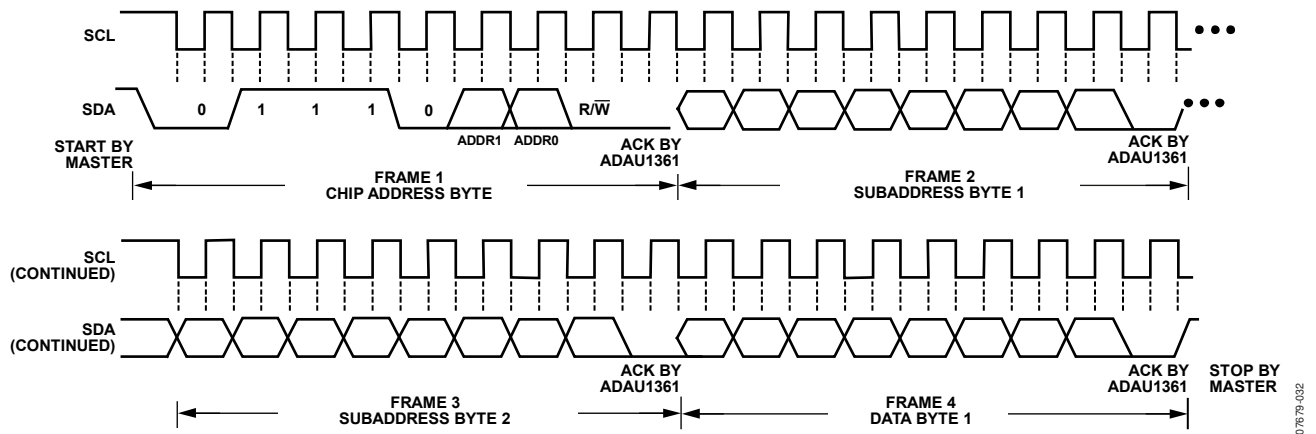 SCL
SDA
0 1 1 1 0 R/W̅
ADDR1 ADDR0
START BY
MASTER
ACK BY
ADAU1361
ACK BY
ADAU1361
FRAME 1
CHIP ADDRESS BYTE
FRAME 2
SUBADDRESS BYTE 1
SCL
(CONTINUED)
SDA
(CONTINUED)
ACK BY
ADAU1361
ACK BY
ADAU1361
STOP BY
MASTER
FRAME 3
SUBADDRESS BYTE 2
FRAME 4
DATA BYTE 1
07679-032